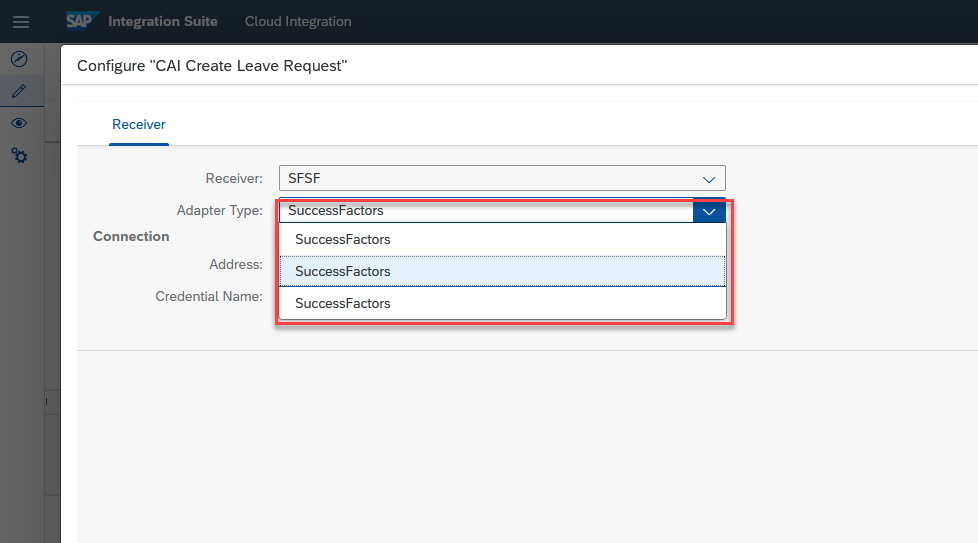 SAP Integration Suite Cloud Integration
Configure "CAI Create Leave Request"
Receiver
Receiver: SFSF
Adapter Type: SuccessFactors
SuccessFactors
Connection
SuccessFactors
Address:
Credential Name: SuccessFactors